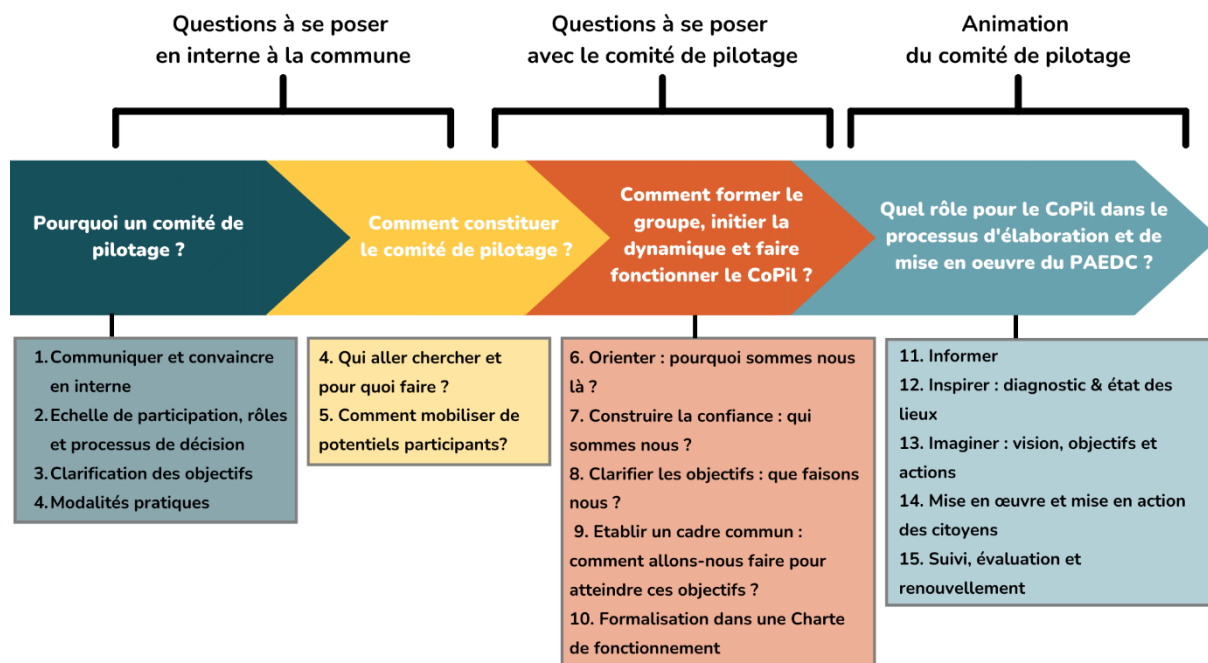 Questions à se poser
en interne à la commune
Questions à se poser
avec le comité de pilotage
Animation
du comité de pilotage
Pourquoi un comité de
pilotage ?
Comment constituer
le comité de pilotage ?
Comment former le
groupe, initier la
dynamique et faire
fonctionner le CoPil ?
Quel rôle pour le CoPil dans le
processus d'élaboration et de
mise en oeuvre du PAEDC ?
1. Communiquer et convaincre
en interne
2. Echelle de participation, rôles
et processus de décision
3. Clarification des objectifs
4. Modalités pratiques
4. Qui aller chercher et
pour quoi faire ?
5. Comment mobiliser de
potentiels participants?
6. Orienter : pourquoi sommes nous
là ?
7. Construire la confiance : qui
sommes nous ?
8. Clarifier les objectifs : que faisons
nous ?
9. Etablir un cadre commun :
comment allons-nous faire pour
atteindre ces objectifs ?
10. Formalisation dans une Charte
de fonctionnement
11. Informer
12. Inspirer : diagnostic & état des
lieux
13. Imaginer : vision, objectifs et
actions
14. Mise en œuvre et mise en action
des citoyens
15. Suivi, évaluation et
renouvellement